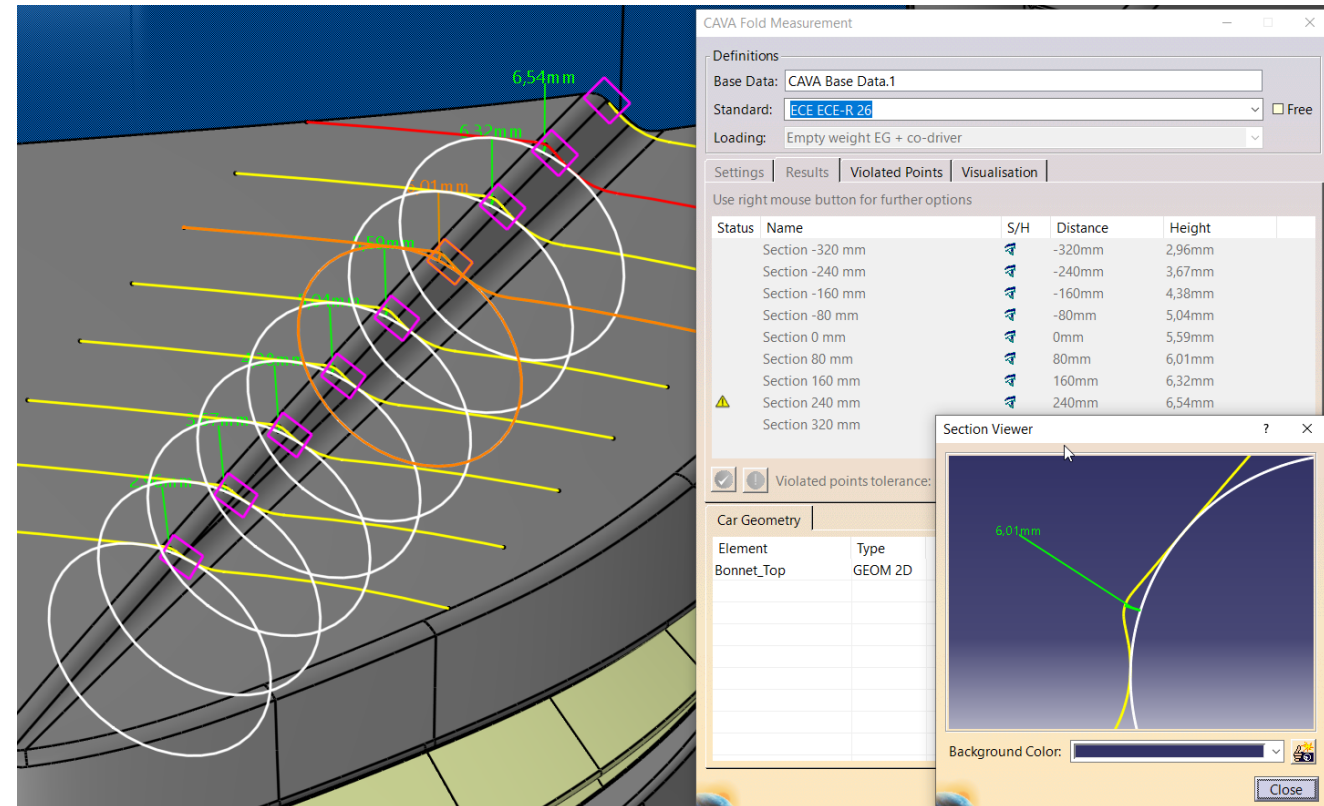 CAVA Fold Measurement
Definitions
Base Data: CAVA Base Data.1
Standard: ECE ECE-R 26 Free
Loading: Empty weight EG + co-driver
Settings Results Violated Points Visualisation
Use right mouse button for further options
Status Name S/H Distance Height
Section -320 mm -320mm 2,96mm
Section -240 mm -240mm 3,67mm
Section -160 mm -160mm 4,38mm
Section -80 mm -80mm 5,04mm
Section 0 mm 0mm 5,59mm
Section 80 mm 80mm 6,01mm
Section 160 mm 160mm 6,32mm
Section 240 mm 240mm 6,54mm
Section 320 mm
Violated points tolerance:
Car Geometry
Element Type
Bonnet_Top GEOM 2D
Section Viewer ? ×
6,01mm
Background Color:
Close
6,54mm
6,32mm